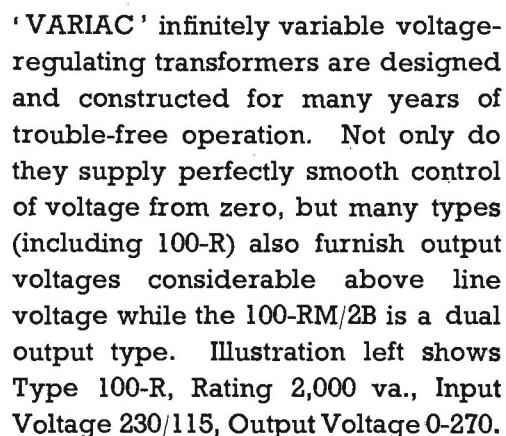 ‘VARIAC’ infinitely variable voltage-
regulating transformers are designed
and constructed for many years of
trouble-free operation. Not only do
they supply perfectly smooth control
of voltage from zero, but many types
(including 100-R) also furnish output
voltages considerable above line
voltage while the 100-RM/2B is a dual
output type. Illustration left shows
Type 100-R, Rating 2,000 va., Input
Voltage 230/115, Output Voltage 0-270.